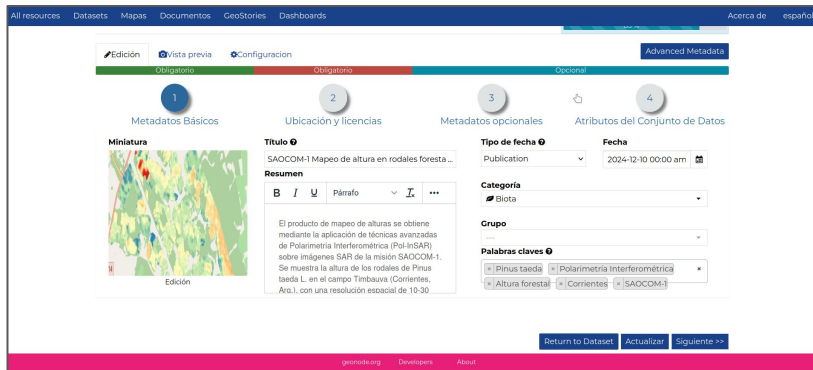 All resources Datasets Mapas Documentos GeoStories Dashboards Acerca de español
Edición Vista previa Configuracion Advanced Metadata
Obligatorio Obligatorio Opcional
1 2 3 4
Metadatos Básicos Ubicación y licencias Metadatos opcionales Atributos del Conjunto de Datos
Miniatura Título Tipo de fecha Fecha
SAOCOM-1 Mapeo de altura en rodales foresta ... Publication 2024-12-10 00:00 am
Resumen
B I U Párrafo
Categoría
Biota
El producto de mapeo de alturas se obtiene
mediante la aplicación de técnicas avanzadas
de Polarimetría Interferométrica (Pol-InSAR)
sobre imágenes SAR de la misión SAOCOM-1.
Se muestra la altura de los rodales de Pinus
taeda L. en el campo Timbauva (Corrientes,
Arg.), con una resolución espacial de 10-30
Grupo
Palabras claves
× Pinus taeda × Polarimetría Interferométrica ×
× Altura forestal × Corrientes × SAOCOM-1
Edición
Return to Dataset Actualizar Siguiente >>
geonode.org Developers About